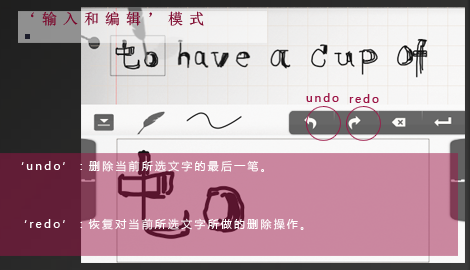 ‘输入和编辑’模式
to have a cup of
undo redo
‘undo’：删除当前所选文字的最后一笔。
to
‘redo’：恢复对当前所选文字所做的删除操作。